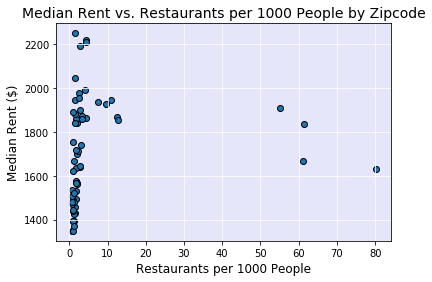 Median Rent vs. Restaurants per 1000 People by Zipcode
2200
2000
1800
1600
1400
Median Rent ($)
0 10 20 30 40 50 60 70 80
Restaurants per 1000 People